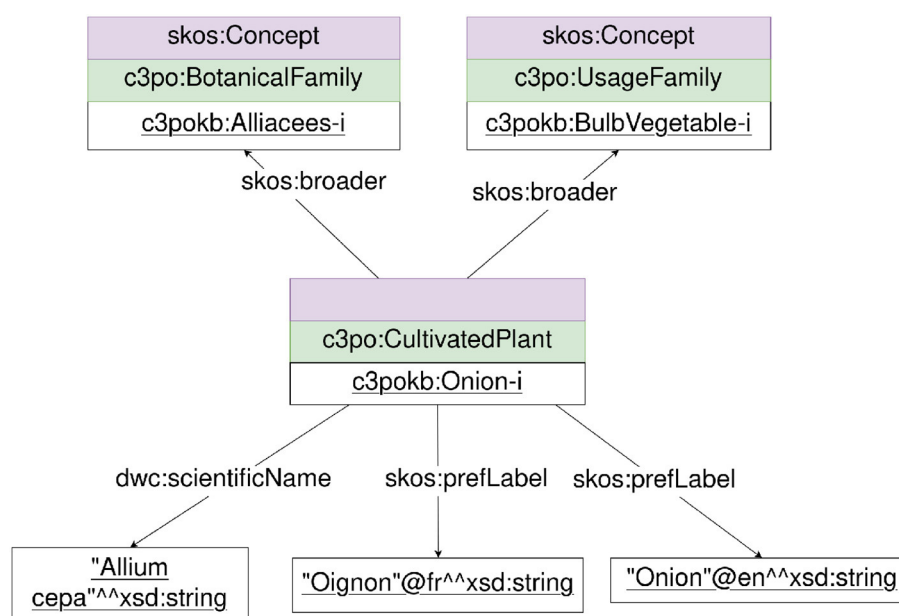 skos:Concept
c3po:BotanicalFamily
c3pokb:Alliacees-i
skos:Concept
c3po:UsageFamily
c3pokb:BulbVegetable-i
skos:broader
skos:broader
c3po:CultivatedPlant
c3pokb:Onion-i
dwc:scientificName
skos:prefLabel
skos:prefLabel
"Allium
cepa"^^xsd:string
"Oignon"@fr^^xsd:string
"Onion"@en^^xsd:string